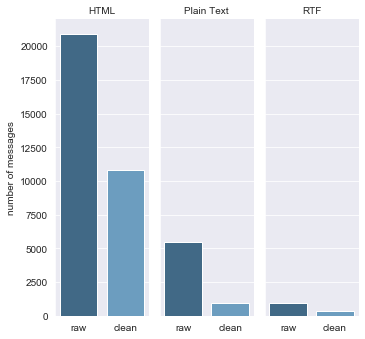 HTML
Plain Text
RTF
number of messages
20000
17500
15000
12500
10000
7500
5000
2500
0
raw
clean
raw
clean
raw
clean